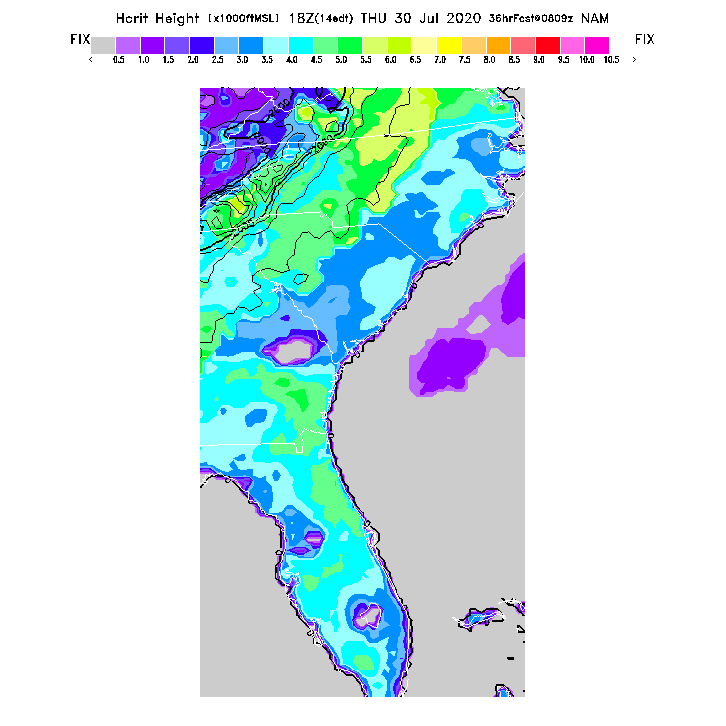 Hcrit Height [x1000ftMSL] 18Z(14edt) THU 30 Jul 2020 36hrFcst@0809z NAM
FIX FIX
< 0.5 1.0 1.5 2.0 2.5 3.0 3.5 4.0 4.5 5.0 5.5 6.0 6.5 7.0 7.5 8.0 8.5 9.0 9.5 10.0 10.5 >